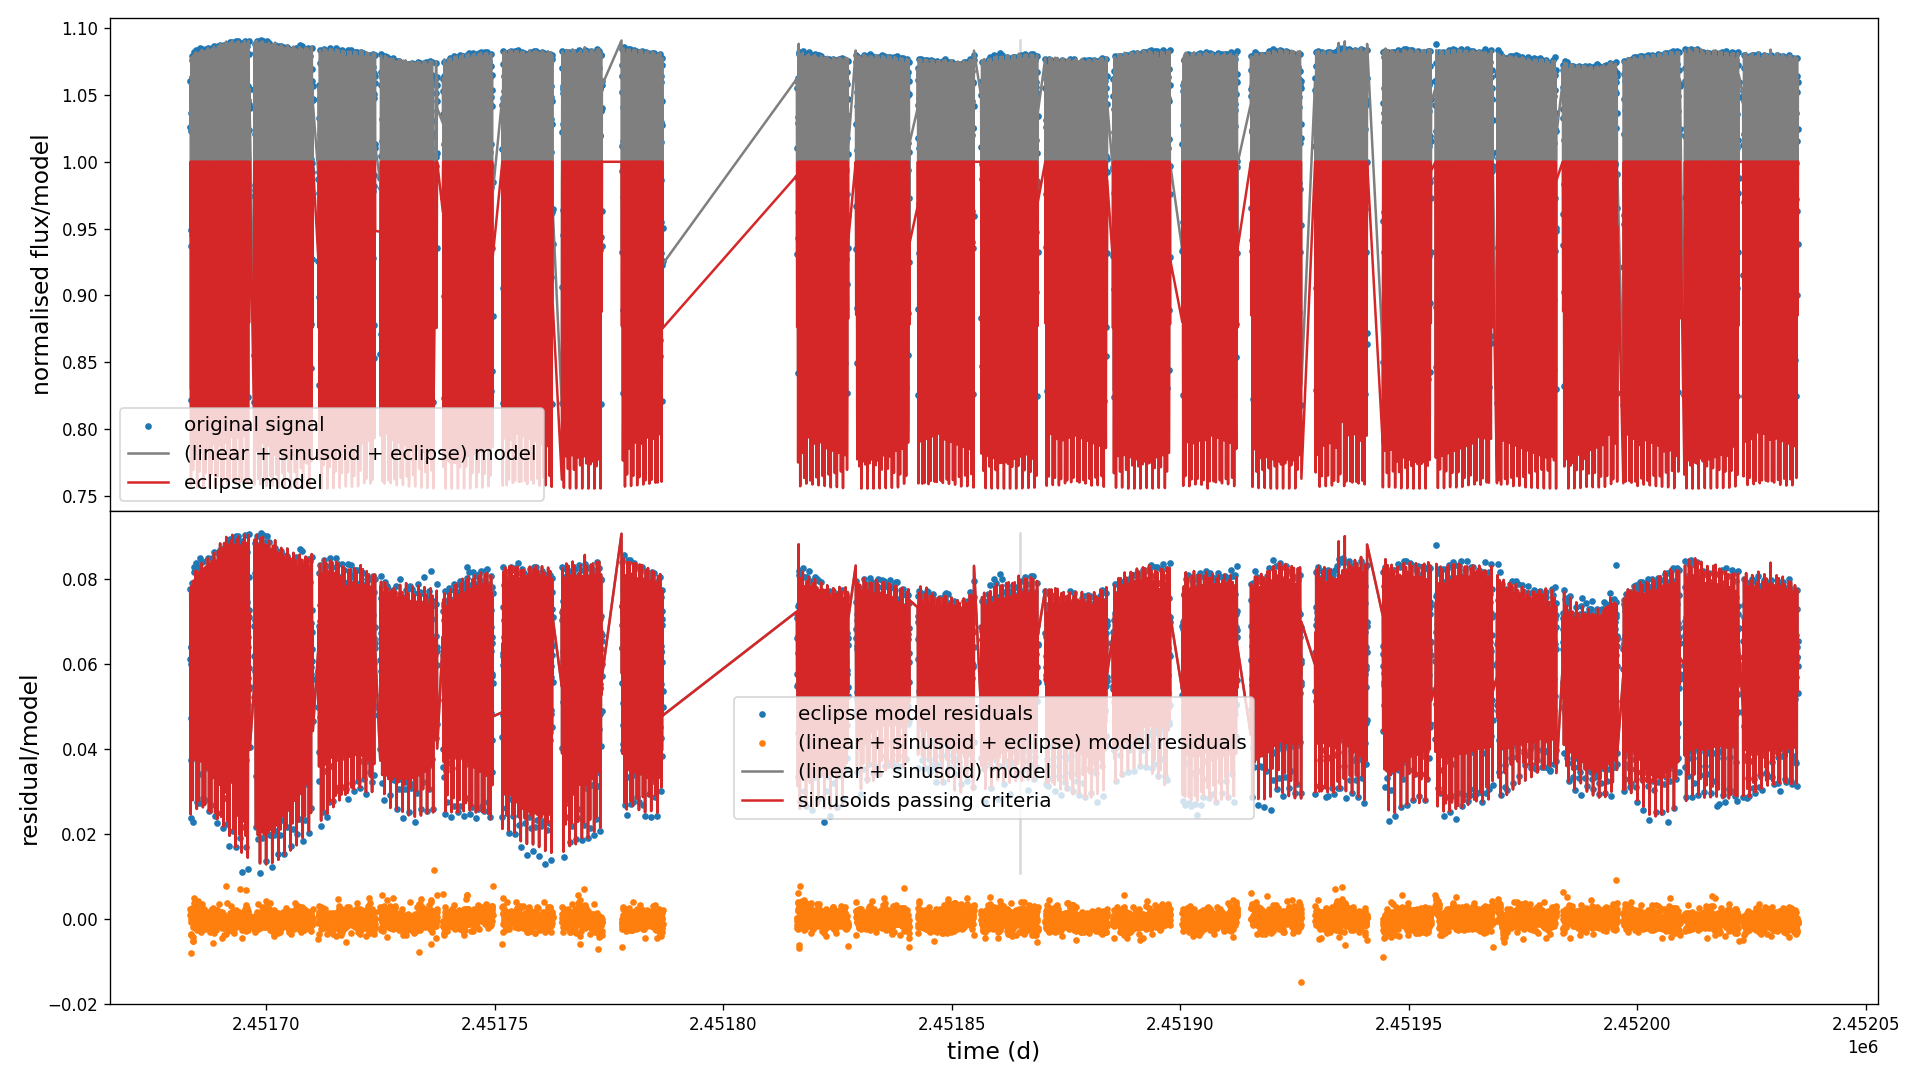 normalised flux/model
1.10
1.05
1.00
0.95
0.90
0.85
0.80
0.75
original signal
(linear + sinusoid + eclipse) model
eclipse model
residual/model
0.08
0.06
0.04
0.02
0.00
−0.02
eclipse model residuals
(linear + sinusoid + eclipse) model residuals
(linear + sinusoid) model
sinusoids passing criteria
2.45170 2.45175 2.45180 2.45185 2.45190 2.45195 2.45200 2.45205
1e6
time (d)